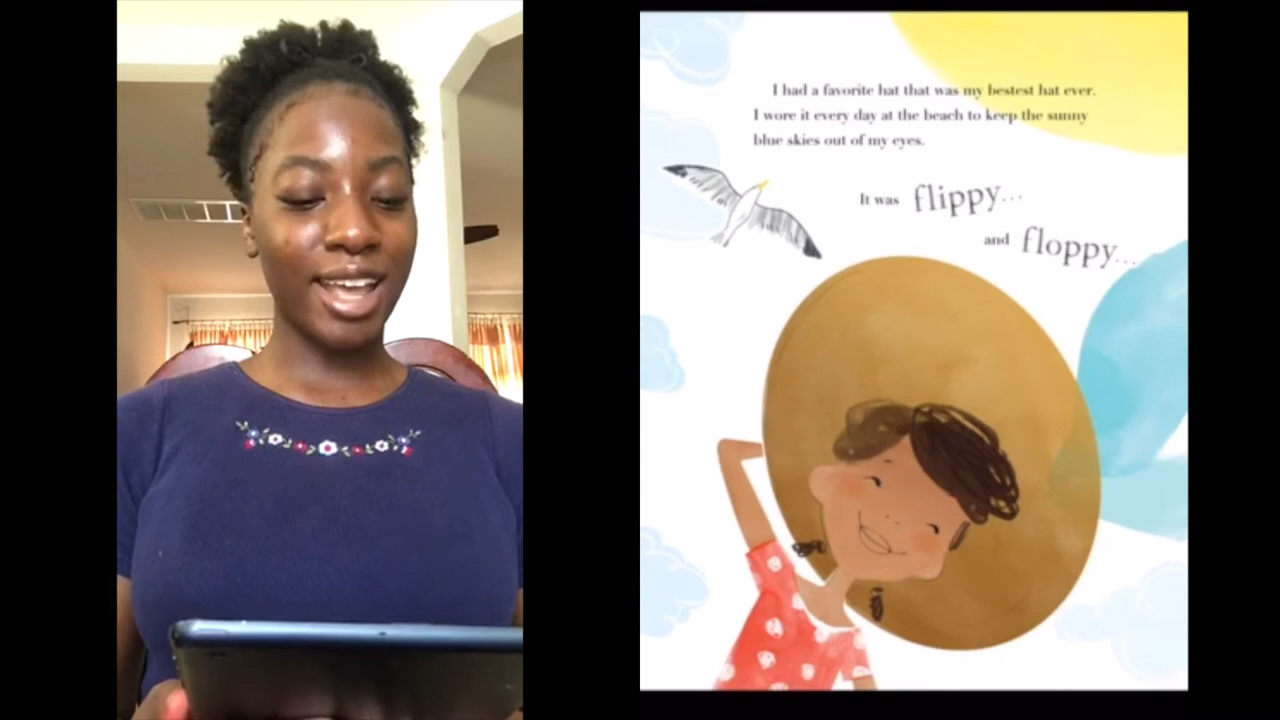 I had a favorite hat that was my bestest hat ever.
I wore it every day at the beach to keep the sunny
blue skies out of my eyes.
It was flippy...
and floppy...